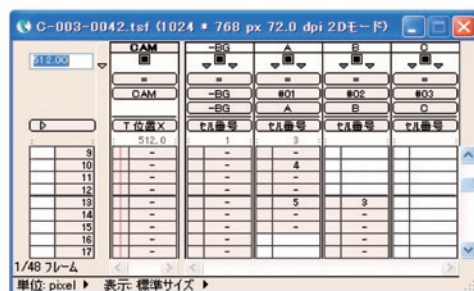 C-003-0042.tsf (1024 * 768 px 72.0 dpi 2Dモード)
512.00 CAM -BG A B C
= = = = =
CAM -BG #01 #02 #03
-BG A B C
T位置X セル番号 セル番号 セル番号 セル番号
512.0 1 3
9 - - -
10 - - 4
11 - - -
12 - - -
13 - - 5 3
14 - - - -
15 - - - -
16 - -
17 - -
1/48 フレーム
単位: pixel 表示: 標準サイズ